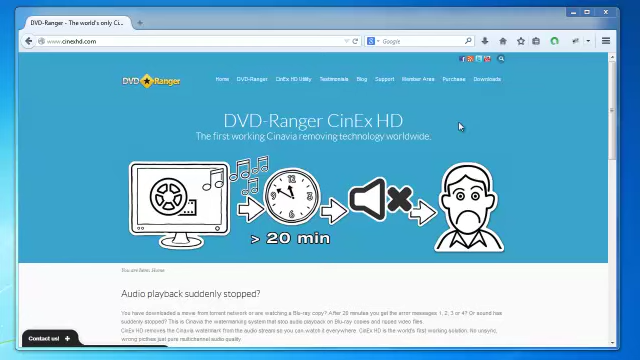 DVD-Ranger - The world's only Ci...
www.cinexhd.com
Google
DVD Ranger
Home DVD-Ranger CinEx HD Utility Testimonials Blog Support Member Area Purchase Downloads
DVD-Ranger CinEx HD
The first working Cinavia removing technology worldwide.
12
3
6
9
> 20 min
You are here: Home
Audio playback suddenly stopped?
You have downloaded a movie from torrent network or are watching a Blu-ray copy? After 20 minutes you get the error messages 1, 2, 3 or 4? Or sound has
suddenly stopped? This is Cinavia the watermarking system that stop audio playback on Blu-ray copies and ripped video files.
CinEx HD removes the Cinavia watermark from the audio stream so you can watch it everywhere. CinEx HD is the world's first working solution. No unsync,
wrong pitches just pure multichannel audio quality
Contact us! +